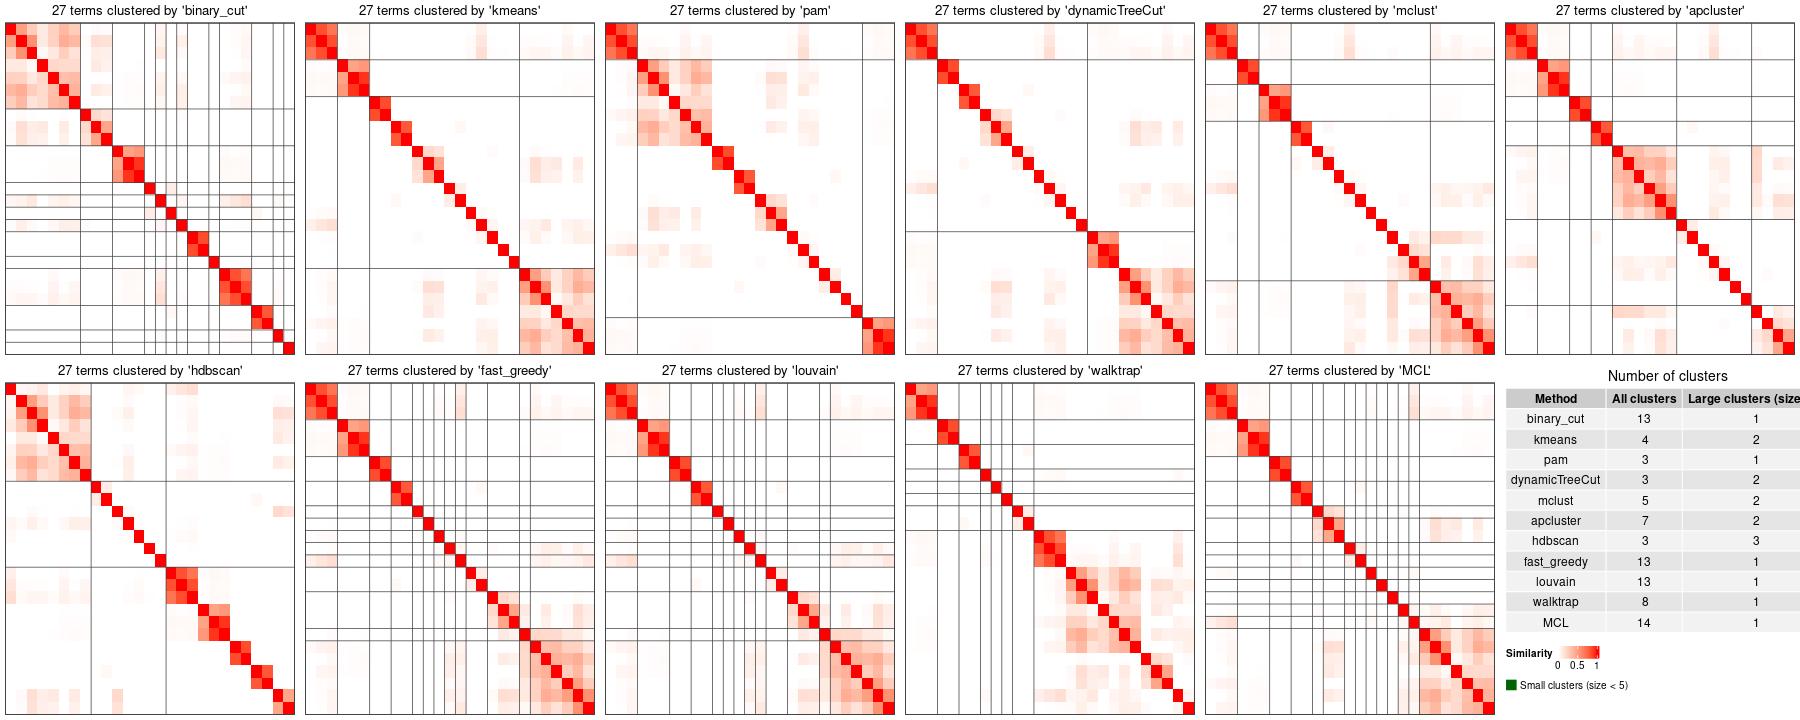 27 terms clustered by 'binary_cut'
27 terms clustered by 'kmeans'
27 terms clustered by 'pam'
27 terms clustered by 'dynamicTreeCut'
27 terms clustered by 'mclust'
27 terms clustered by 'apcluster'
27 terms clustered by 'hdbscan'
27 terms clustered by 'fast_greedy'
27 terms clustered by 'louvain'
27 terms clustered by 'walktrap'
27 terms clustered by 'MCL'
Number of clusters
Method All clusters Large clusters (size
binary_cut 13 1
kmeans 4 2
pam 3 1
dynamicTreeCut 3 2
mclust 5 2
apcluster 7 2
hdbscan 3 3
fast_greedy 13 1
louvain 13 1
walktrap 8 1
MCL 14 1
Similarity
0 0.5 1
Small clusters (size < 5)